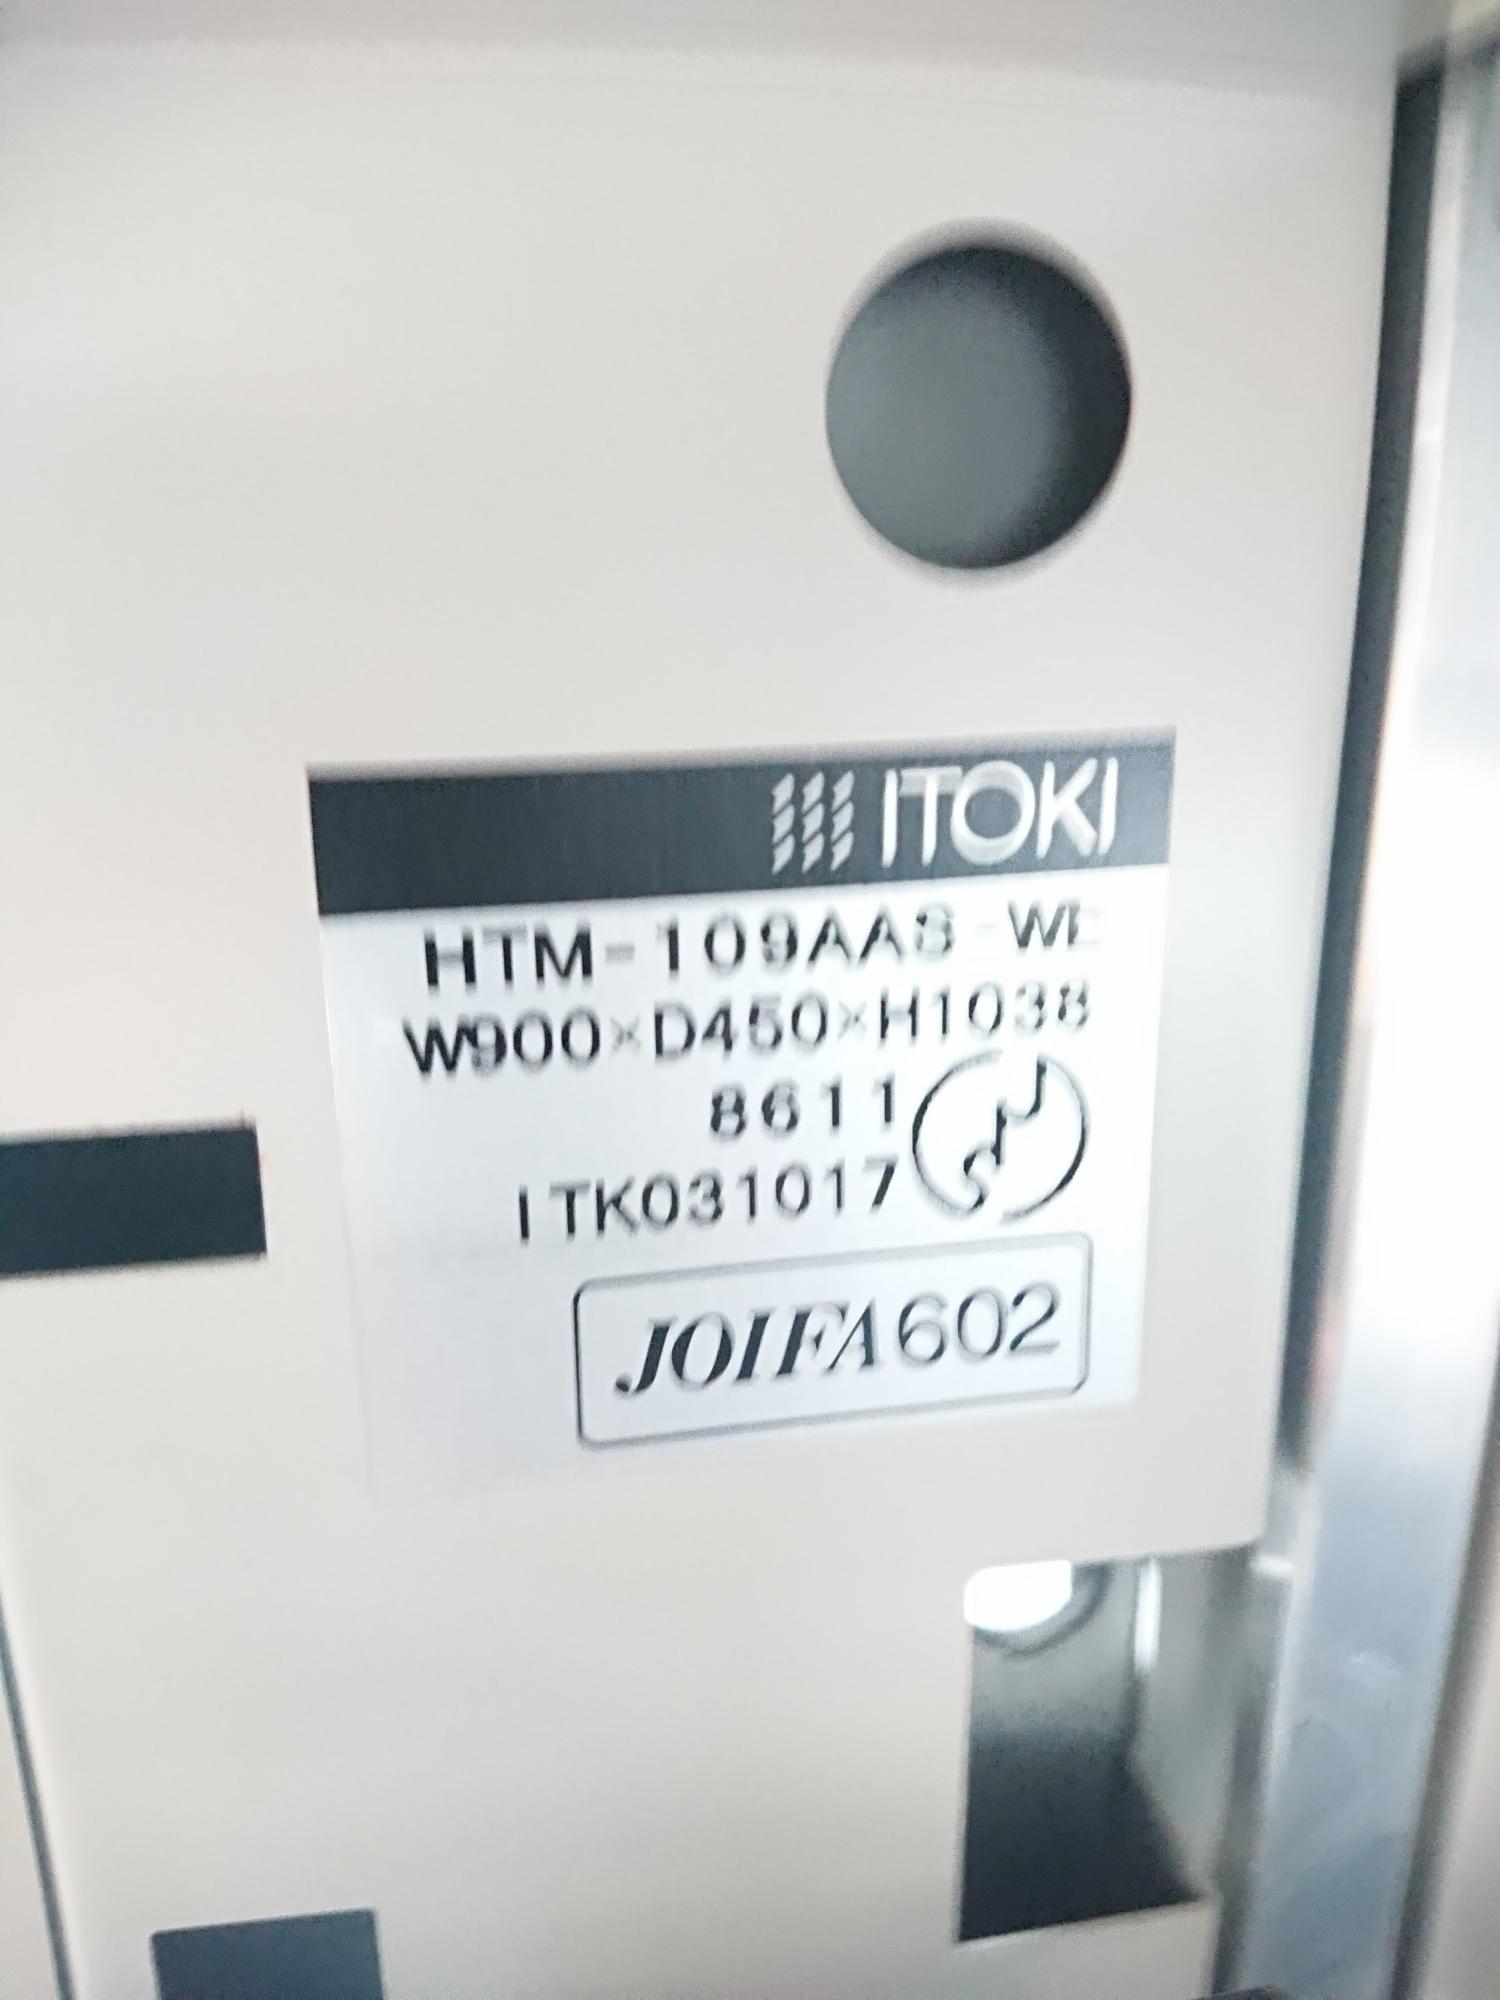 ITOKI
HTM-109AAS-WE
W900×D450×H1038
8611
ITK031017
JOIFA602